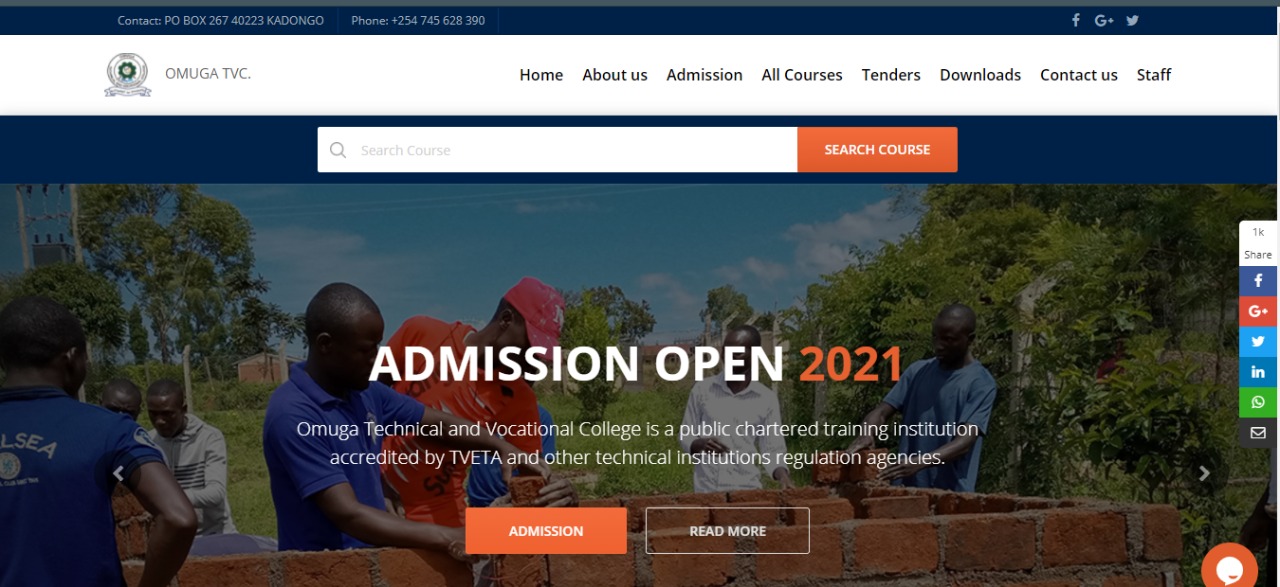 Contact: PO BOX 267 40223 KADONGO Phone: +254 745 628 390
OMUGA TVC. Home About us Admission All Courses Tenders Downloads Contact us Staff
Search Course SEARCH COURSE
1k
Share
ADMISSION OPEN 2021
Omuga Technical and Vocational College is a public chartered training institution
accredited by TVETA and other technical institutions regulation agencies.
ADMISSION READ MORE